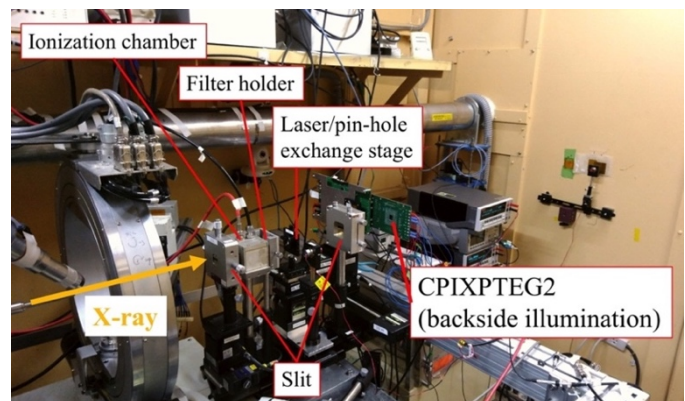 Ionization chamber
Filter holder
Laser/pin-hole
exchange stage
CPIXPTEG2
(backside illumination)
X-ray
Slit